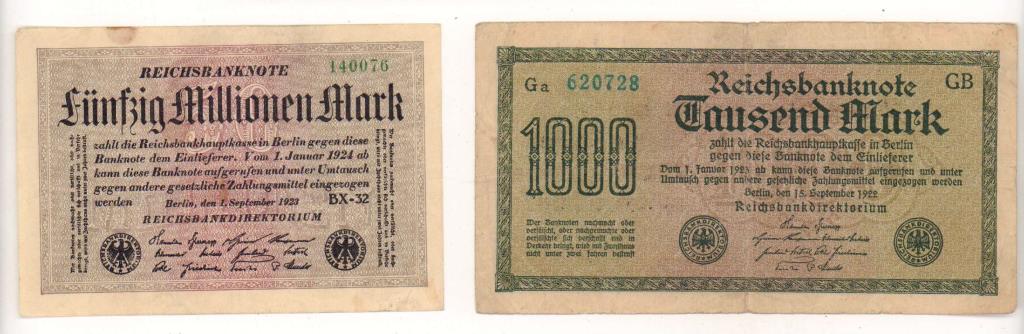 REICHSBANKNOTE
140076
Fünfzig Millionen Mark
zahlt die Reichsbankhauptkasse in Berlin gegen diese
Banknote dem Einlieferer. Vom 1. Januar 1924 ab
kann diese Banknote aufgerufen und unter Umtausch
gegen andere gesetzliche Zahlungsmittel eingezogen
werden
Berlin, den 1. September 1923
BX-32
REICHSBANKDIREKTORIUM
REICHSBANKDIREKTORIUM
REICHSBANKDIREKTORIUM
Ga 620728
Reichsbanknote
GB
1000
Tausend Mark
zahlt die Reichsbankhauptkasse in Berlin
gegen diese Banknote dem Einlieferer
Vom 1. Januar 1923 ab kann diese Banknote aufgerufen und unter
Umtausch gegen andere gesetzliche Zahlungsmittel eingezogen werden
Berlin, den 15. September 1922
Reichsbankdirektorium
Wer Banknoten nachmacht oder
verfälscht, oder nachgemachte oder
verfälschte sich verschafft und in
Verkehr bringt, wird mit Zuchthaus
nicht unter zwei Jahren bestraft
REICHSBANKDIREKTORIUM
REICHSBANKDIREKTORIUM